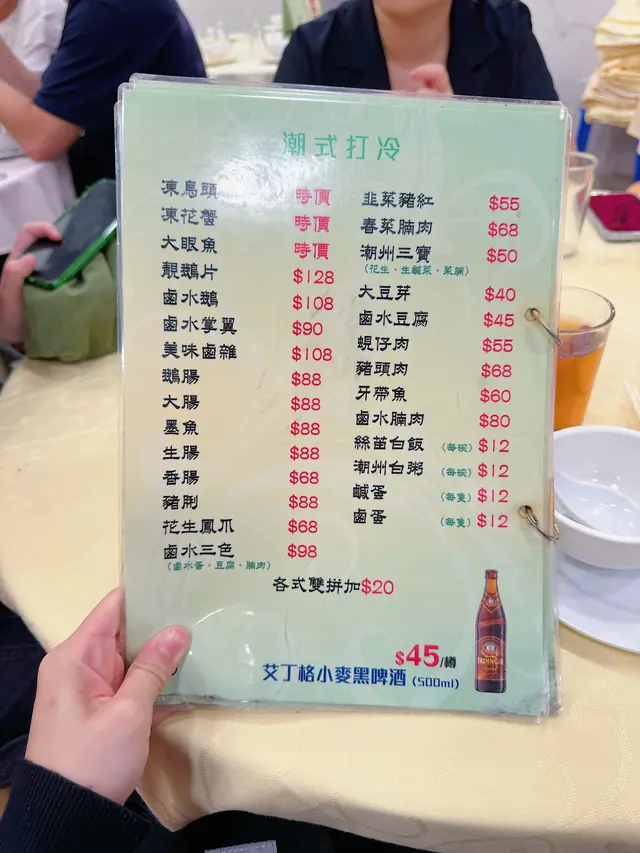 潮式打冷
凍烏頭 時價
凍花蟹 時價
大眼魚 時價
靚鵝片 $128
鹵水鵝 $108
鹵水掌翼 $90
美味鹵雜 $108
鵝腸 $88
大腸 $88
墨魚 $88
生腸 $88
香腸 $68
豬脷 $88
花生鳳爪 $68
鹵水三色 $98
(鹵水蛋、豆腐、腩肉)
韭菜豬紅 $55
春菜腩肉 $68
潮州三寶 $50
(花生、生鹹菜、菜脯)
大豆芽 $40
鹵水豆腐 $45
蜆仔肉 $55
豬頭肉 $68
牙帶魚 $60
鹵水腩肉 $80
絲苗白飯 (每碗) $12
潮州白粥 (每碗) $12
鹹蛋 (每隻) $12
鹵蛋 (每隻) $12
各式雙拼加$20
$45/樽
艾丁格小麥黑啤酒 (500ml)
ERDINGER